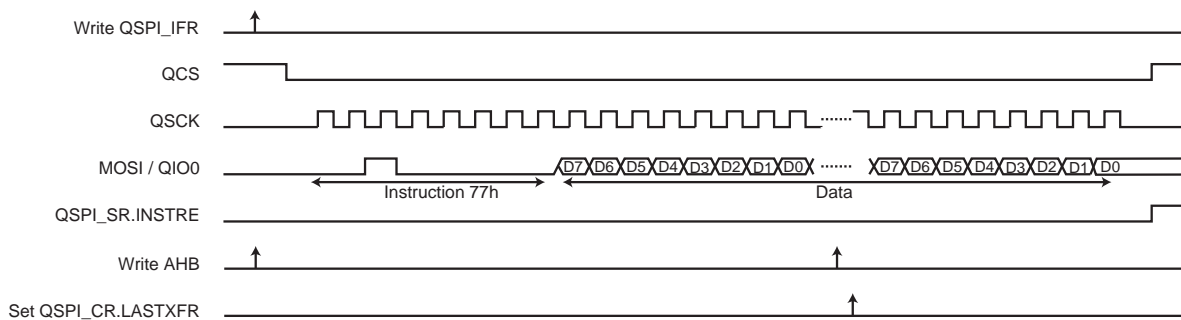 Write QSPI_IFR
QCS
QSCK
MOSI / QIO0
D7 D6 D5 D4 D3 D2 D1 D0 D7 D6 D5 D4 D3 D2 D1 D0
Instruction 77h Data
QSPI_SR.INSTRE
Write AHB
Set QSPI_CR.LASTXFR